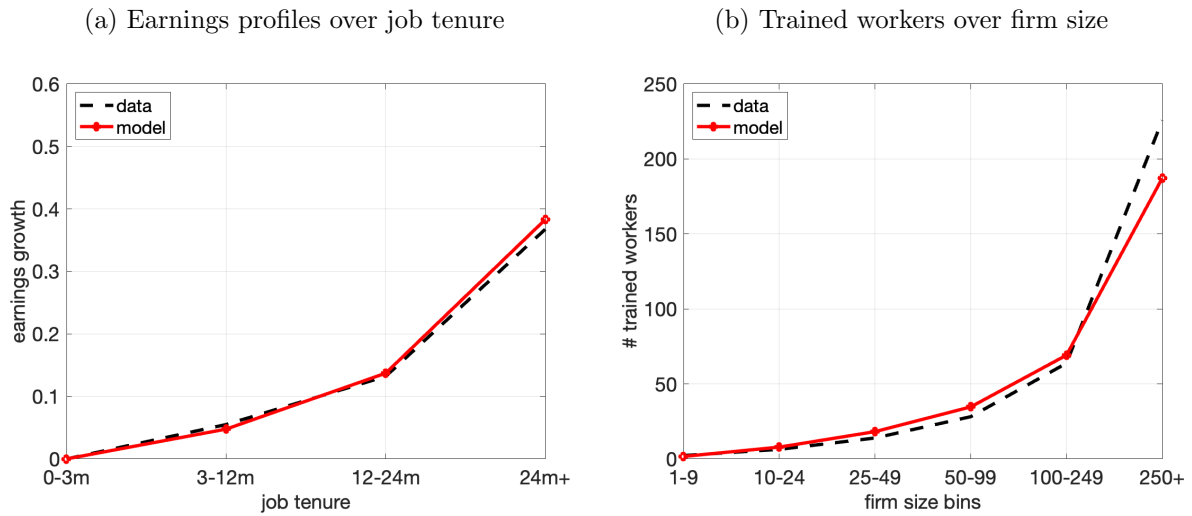 (a) Earnings profiles over job tenure
0.6
0.5
0.4
0.3
0.2
0.1
0
earnings growth
data
model
0-3m
3-12m
12-24m
24m+
job tenure
(b) Trained workers over firm size
250
200
150
100
50
0
# trained workers
data
model
1-9
10-24
25-49
50-99
100-249
250+
firm size bins